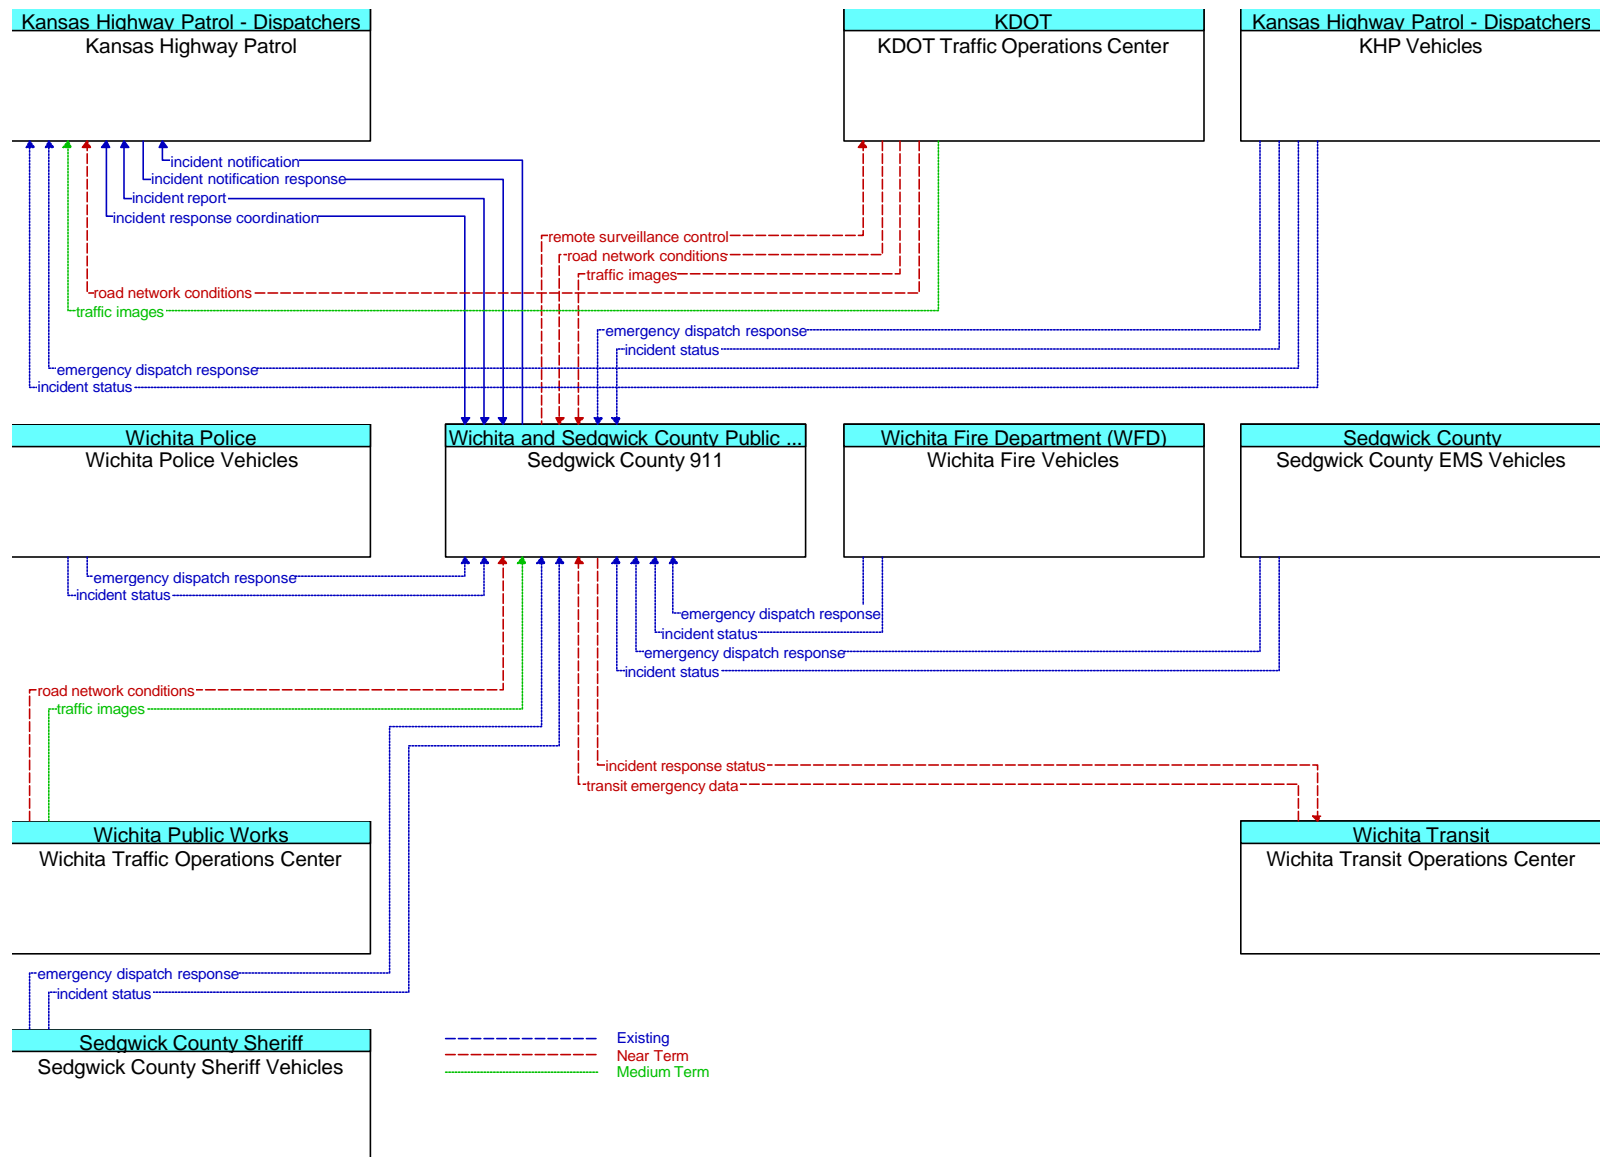 Kansas Highway Patrol - Dispatchers
Kansas Highway Patrol
KDOT
KDOT Traffic Operations Center
Kansas Highway Patrol - Dispatchers
KHP Vehicles
incident notification
incident notification response
incident report
incident response coordination
remote surveillance control
road network conditions
traffic images
road network conditions
traffic images
emergency dispatch response
incident status
emergency dispatch response
incident status
Wichita Police
Wichita Police Vehicles
Wichita and Sedgwick County Public ...
Sedgwick County 911
Wichita Fire Department (WFD)
Wichita Fire Vehicles
Sedgwick County
Sedgwick County EMS Vehicles
emergency dispatch response
incident status
emergency dispatch response
incident status
emergency dispatch response
incident status
road network conditions
traffic images
incident response status
transit emergency data
Wichita Public Works
Wichita Traffic Operations Center
Wichita Transit
Wichita Transit Operations Center
emergency dispatch response
incident status
Sedgwick County Sheriff
Sedgwick County Sheriff Vehicles
Existing
Near Term
Medium Term